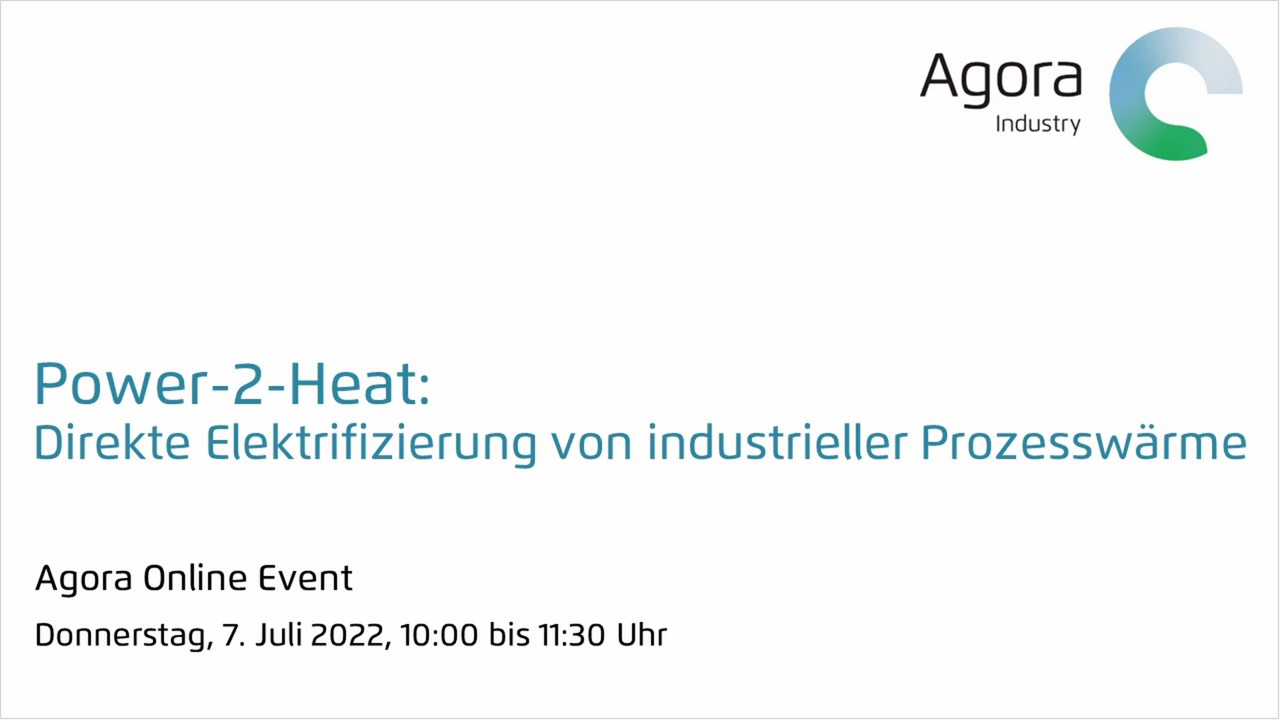 Agora
Industry
Power-2-Heat:
Direkte Elektrifizierung von industrieller Prozesswärme
Agora Online Event
Donnerstag, 7. Juli 2022, 10:00 bis 11:30 Uhr